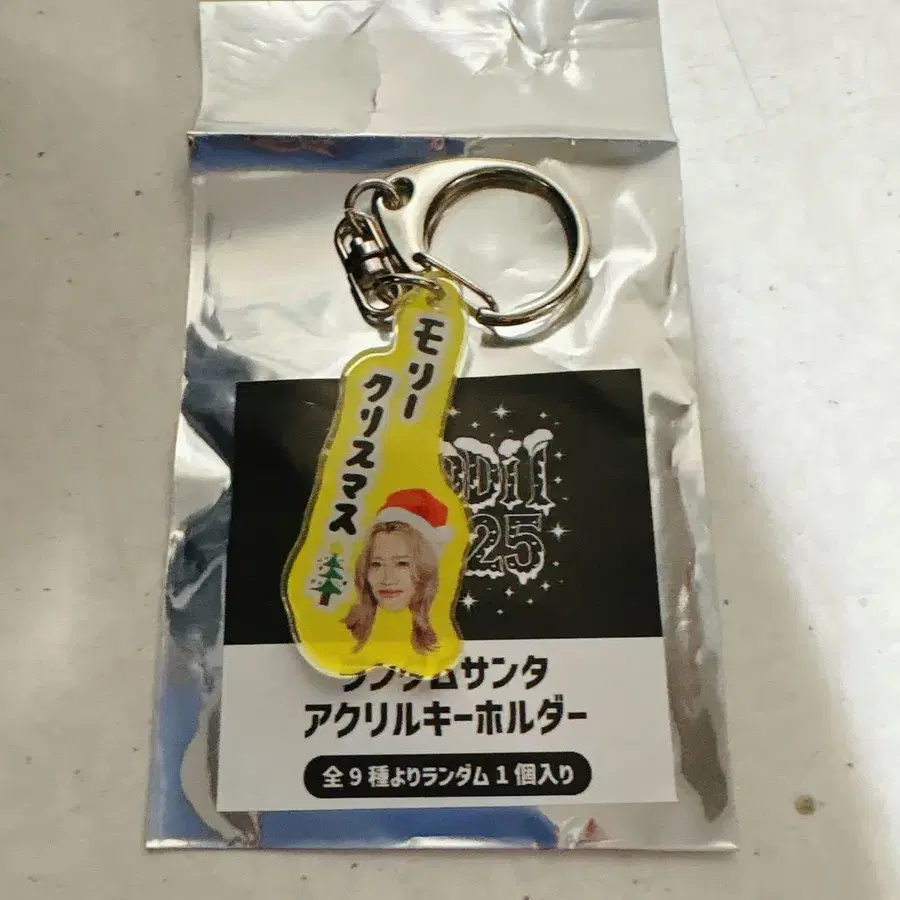 モリー
クリスマス
25
ランダムサンタ
アクリルキーホルダー
全9種よりランダム1個入り